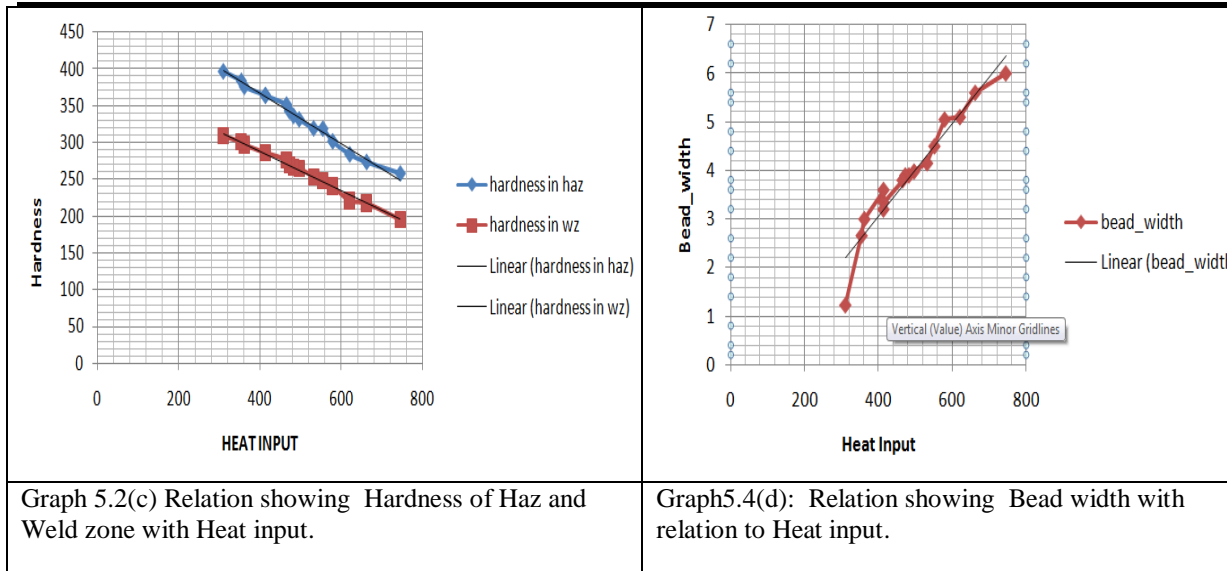 450
400
350
300
250
200
150
100
50
0
0 200 400 600 800
Hardness
HEAT INPUT
hardness in haz
hardness in wz
Linear (hardness in haz)
Linear (hardness in wz)
7
6
5
4
3
2
1
0
0 200 400 600 800
Bead_width
Heat Input
Vertical (Value) Axis Minor Gridlines
bead_width
Linear (bead_width
Graph 5.2(c) Relation showing Hardness of Haz and
Weld zone with Heat input.
Graph5.4(d): Relation showing Bead width with
relation to Heat input.